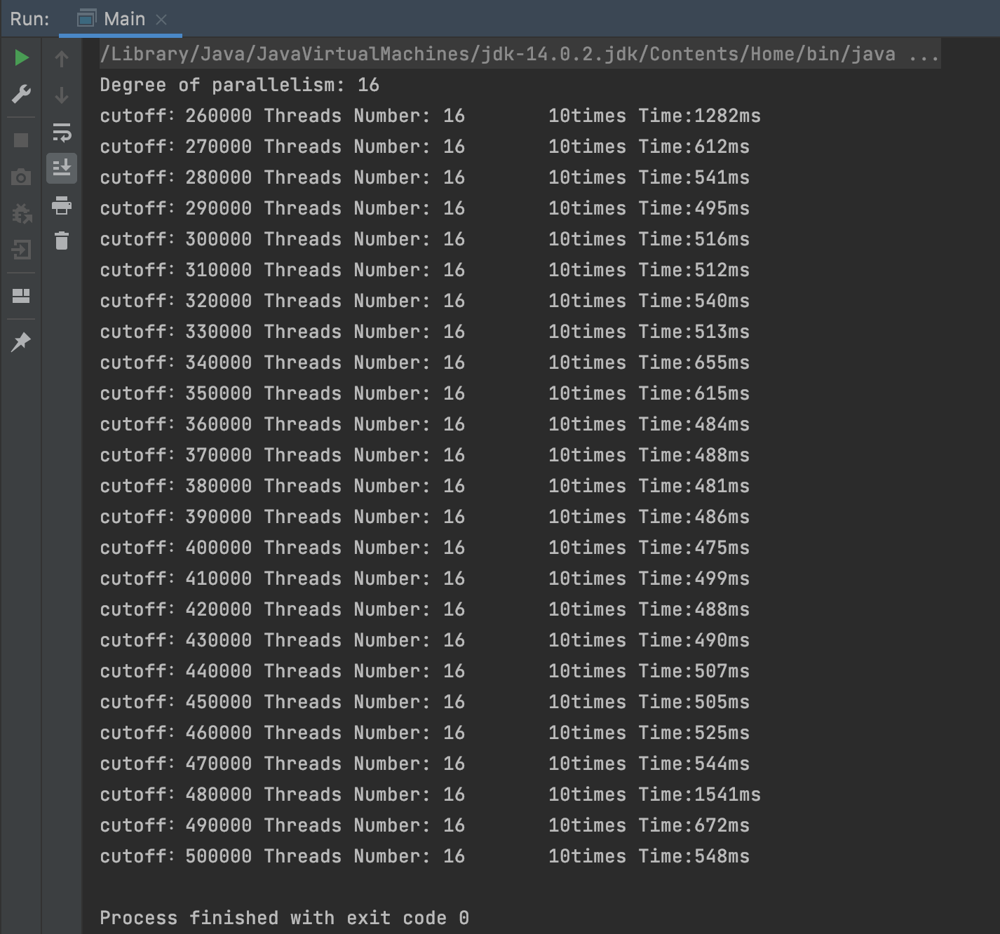 Run: Main
/Library/Java/JavaVirtualMachines/jdk-14.0.2.jdk/Contents/Home/bin/java ...
Degree of parallelism: 16
cutoff: 260000 Threads Number: 16 10times Time:1282ms
cutoff: 270000 Threads Number: 16 10times Time:612ms
cutoff: 280000 Threads Number: 16 10times Time:541ms
cutoff: 290000 Threads Number: 16 10times Time:495ms
cutoff: 300000 Threads Number: 16 10times Time:516ms
cutoff: 310000 Threads Number: 16 10times Time:512ms
cutoff: 320000 Threads Number: 16 10times Time:540ms
cutoff: 330000 Threads Number: 16 10times Time:513ms
cutoff: 340000 Threads Number: 16 10times Time:655ms
cutoff: 350000 Threads Number: 16 10times Time:615ms
cutoff: 360000 Threads Number: 16 10times Time:484ms
cutoff: 370000 Threads Number: 16 10times Time:488ms
cutoff: 380000 Threads Number: 16 10times Time:481ms
cutoff: 390000 Threads Number: 16 10times Time:486ms
cutoff: 400000 Threads Number: 16 10times Time:475ms
cutoff: 410000 Threads Number: 16 10times Time:499ms
cutoff: 420000 Threads Number: 16 10times Time:488ms
cutoff: 430000 Threads Number: 16 10times Time:490ms
cutoff: 440000 Threads Number: 16 10times Time:507ms
cutoff: 450000 Threads Number: 16 10times Time:505ms
cutoff: 460000 Threads Number: 16 10times Time:525ms
cutoff: 470000 Threads Number: 16 10times Time:544ms
cutoff: 480000 Threads Number: 16 10times Time:1541ms
cutoff: 490000 Threads Number: 16 10times Time:672ms
cutoff: 500000 Threads Number: 16 10times Time:548ms
Process finished with exit code 0